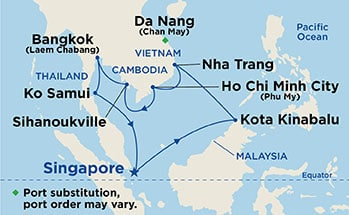 Da Nang
(Chan May)
Pacific
Ocean
Bangkok
(Laem Chabang)
VIETNAM
Nha Trang
THAILAND
CAMBODIA
Ko Samui
Ho Chi Minh City
(Phu My)
Sihanoukville
Kota Kinabalu
MALAYSIA
Singapore
Equator
Port substitution,
port order may vary.